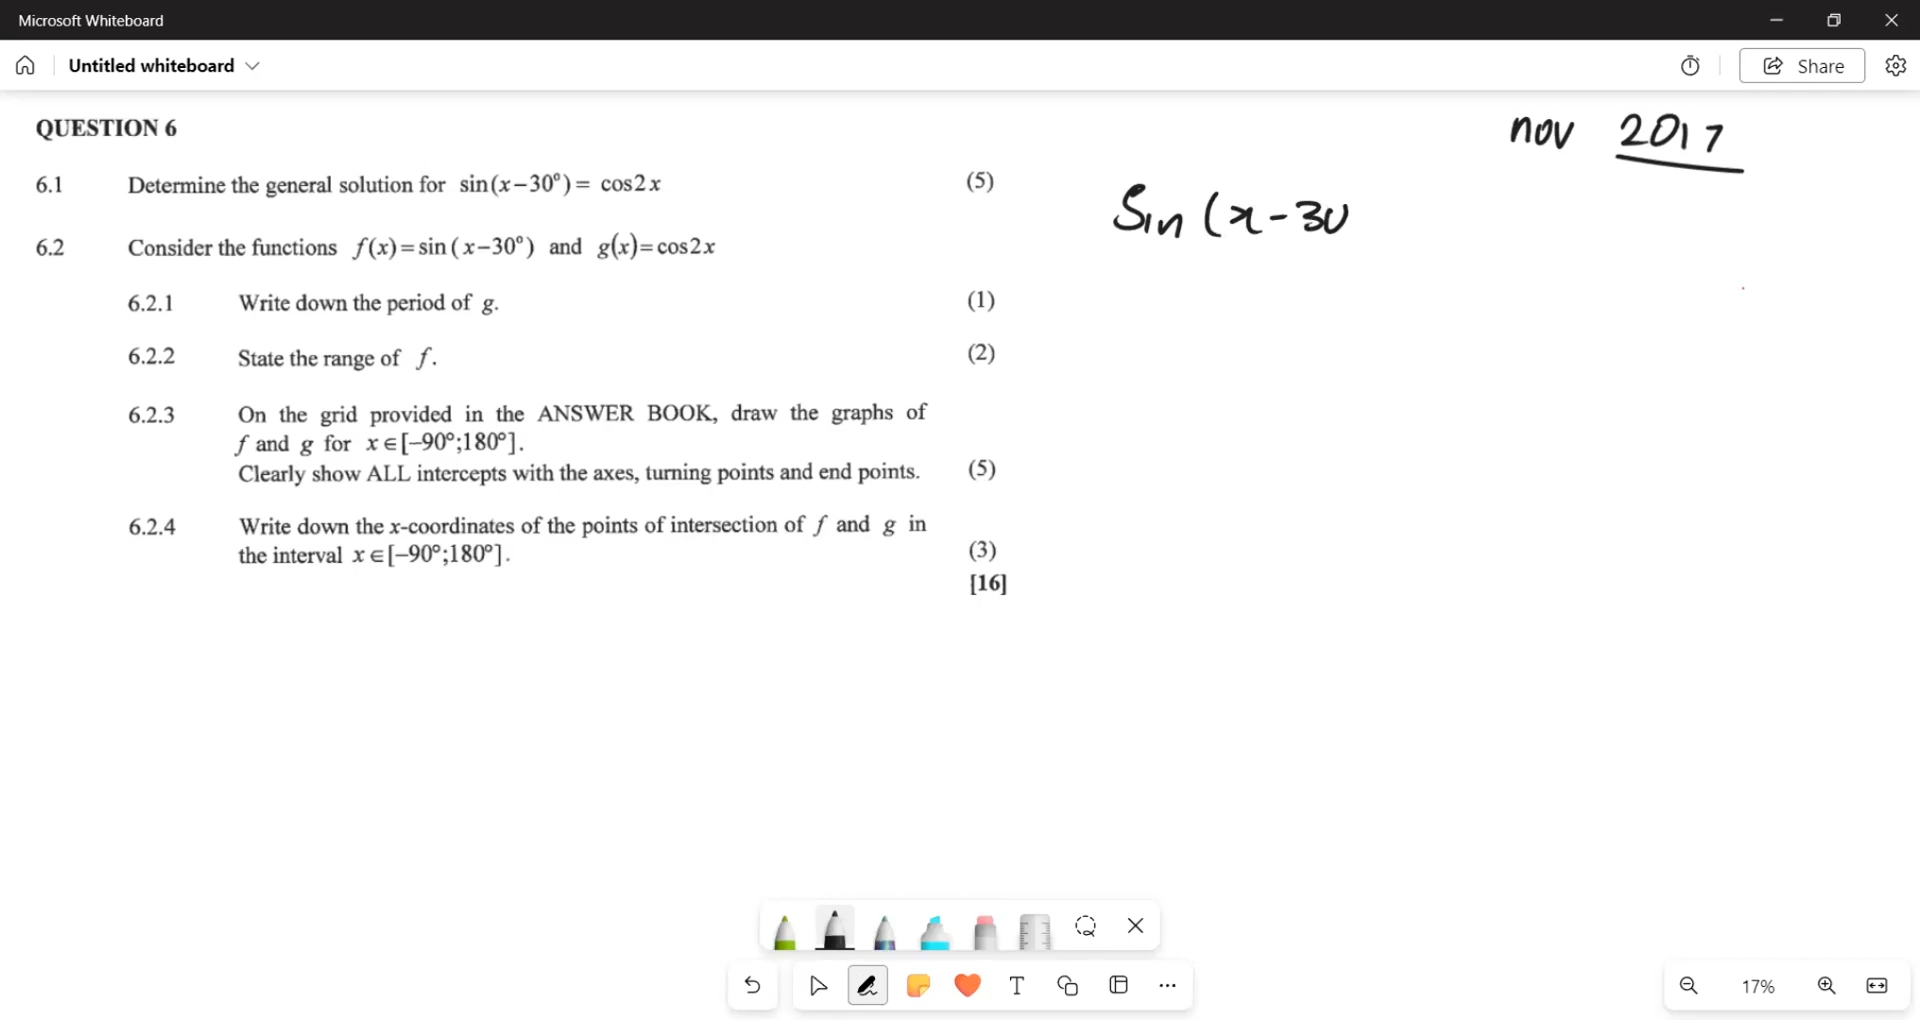 Microsoft Whiteboard
Untitled whiteboard
Share
QUESTION 6
nov 2017
6.1 Determine the general solution for sin(x−30°) = cos2x (5)
Sin (x-30
6.2 Consider the functions f(x)=sin(x−30°) and g(x)=cos2x
6.2.1 Write down the period of g. (1)
6.2.2 State the range of f. (2)
6.2.3 On the grid provided in the ANSWER BOOK, draw the graphs of
f and g for x∈[−90°;180°].
Clearly show ALL intercepts with the axes, turning points and end points. (5)
6.2.4 Write down the x-coordinates of the points of intersection of f and g in
the interval x∈[−90°;180°]. (3)
[16]
17%